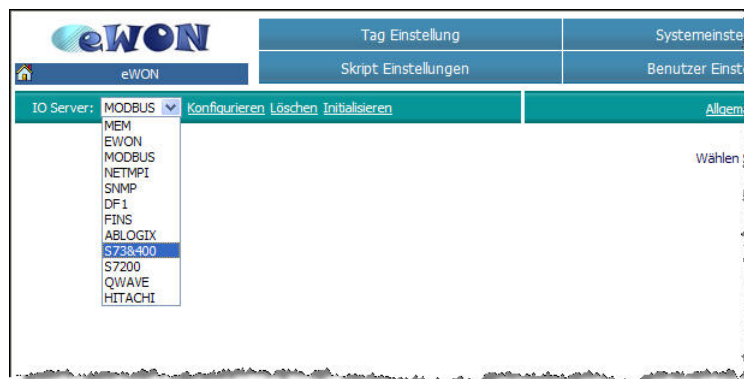 eWON
Tag Einstellung
Systemeinste
eWON
Skript Einstellungen
Benutzer Einst
IO Server: MODBUS Konfigurieren Löschen Initialisieren
Allgem
MEM
EWON
MODBUS
Wählen
NETMPI
SNMP
DF1
FINS
ABLOGIX
S73&400
S7200
QWAVE
HITACHI